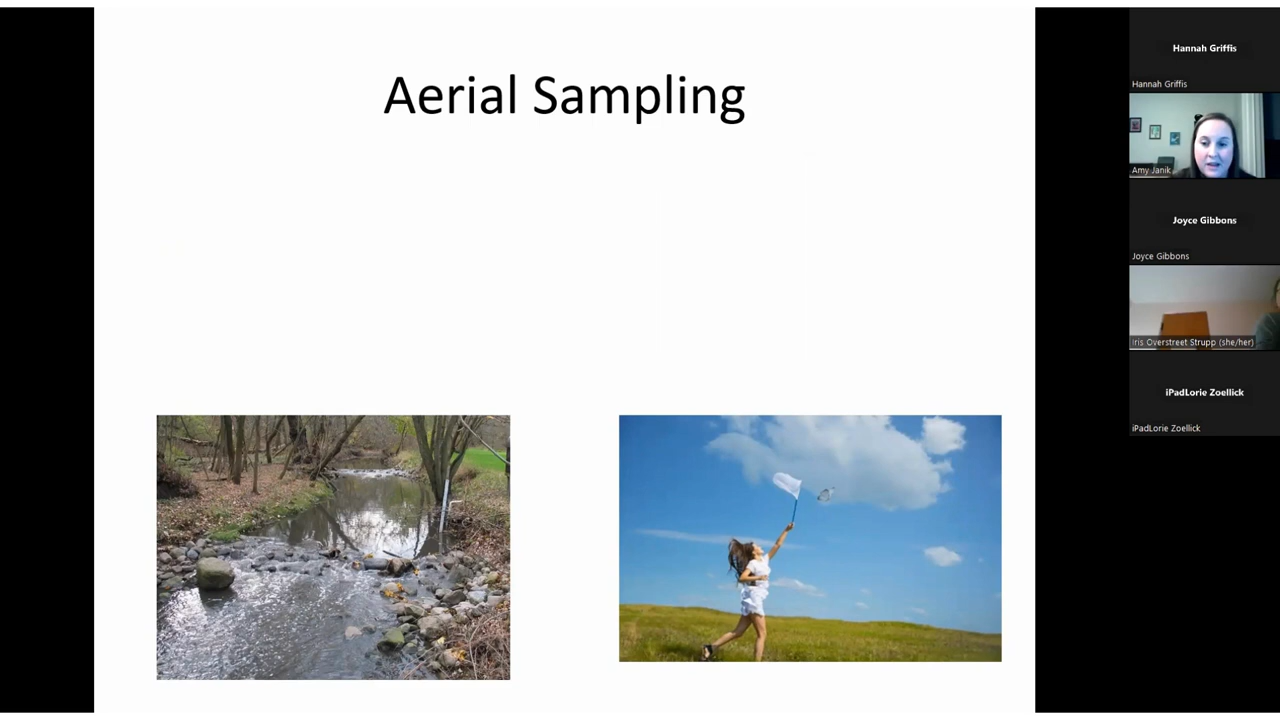 Aerial Sampling
Hannah Griffis
Hannah Griffis
Amy Janik
Joyce Gibbons
Joyce Gibbons
Iris Overstreet Strupp (she/her)
iPadLorie Zoellick
iPadLorie Zoellick